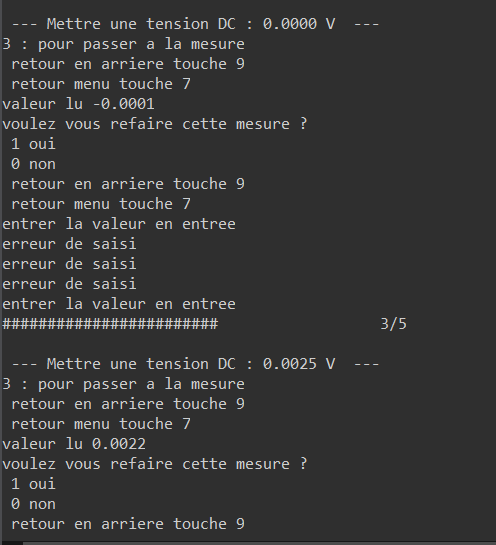 --- Mettre une tension DC : 0.0000 V  ---
3 : pour passer a la mesure
retour en arriere touche 9
retour menu touche 7
valeur lu -0.0001
voulez vous refaire cette mesure ?
1 oui
0 non
retour en arriere touche 9
retour menu touche 7
entrer la valeur en entree
erreur de saisi
erreur de saisi
erreur de saisi
entrer la valeur en entree
######################## 3/5
--- Mettre une tension DC : 0.0025 V  ---
3 : pour passer a la mesure
retour en arriere touche 9
retour menu touche 7
valeur lu 0.0022
voulez vous refaire cette mesure ?
1 oui
0 non
retour en arriere touche 9